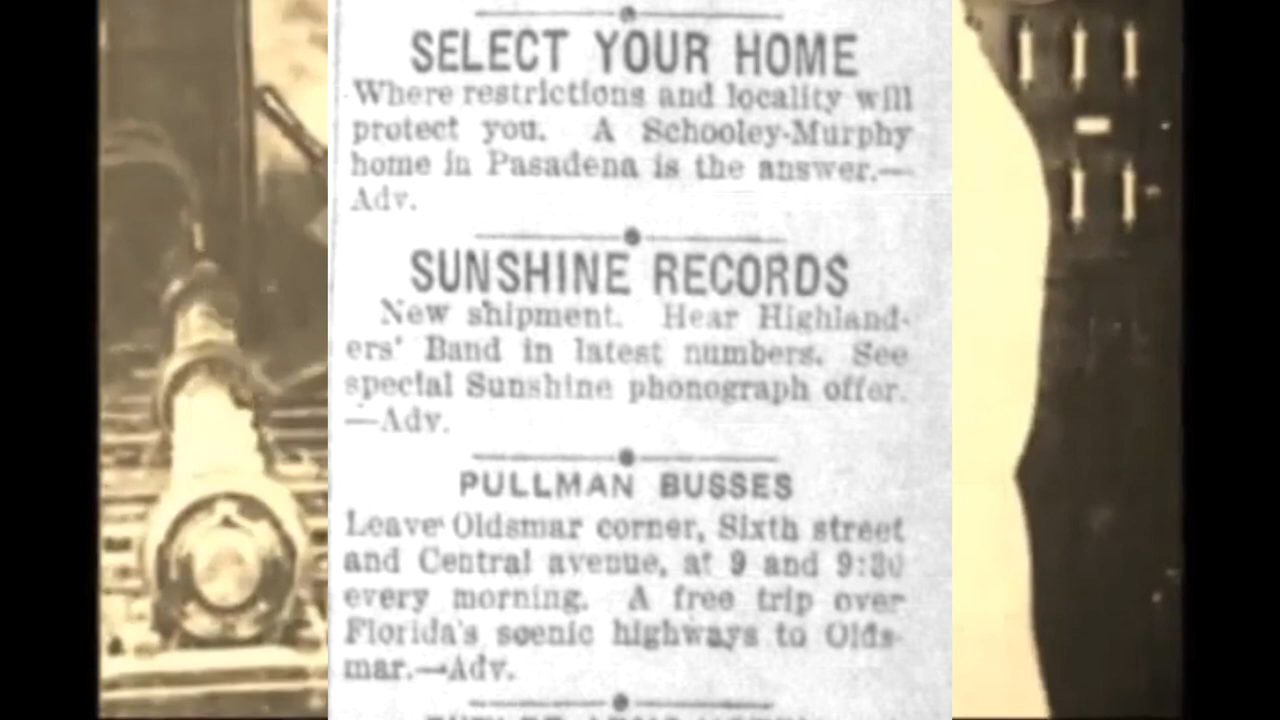 SELECT YOUR HOME
Where restrictions and locality will
protect you. A Schooley-Murphy
home in Pasadena is the answer.—
Adv.
SUNSHINE RECORDS
New shipment. Hear Highland-
ers' Band in latest numbers. See
special Sunshine phonograph offer.
—Adv.
PULLMAN BUSSES
Leave Oldsmar corner, Sixth street
and Central avenue, at 9 and 9:30
every morning. A free trip over
Florida's scenic highways to Olds-
mar.—Adv.